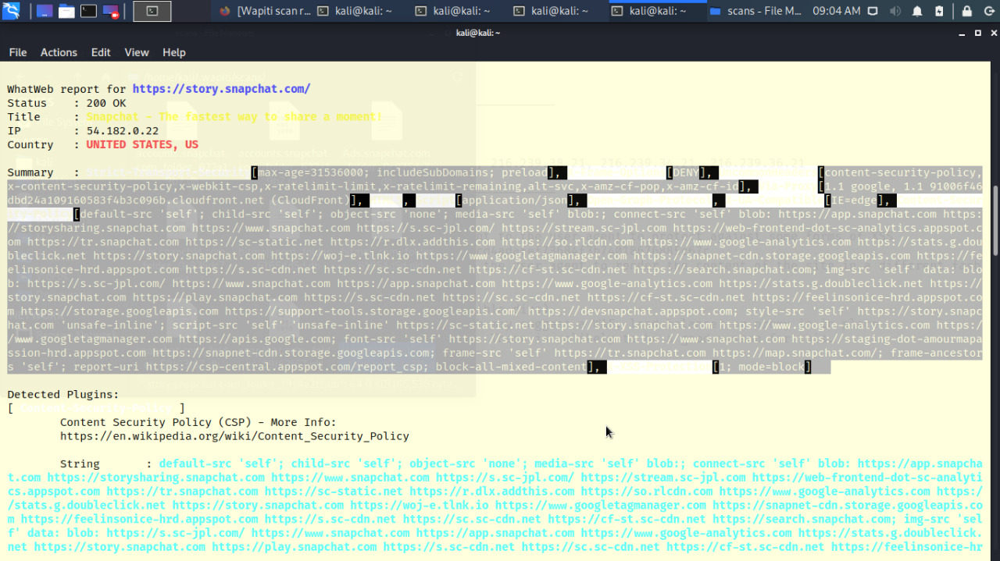 [Wapiti scan r...
kali@kali: ~
kali@kali: ~
kali@kali: ~
kali@kali: ~
scans - File M...
09:04 AM
kali@kali: ~
File Actions Edit View Help
WhatWeb report for https://story.snapchat.com/
Status : 200 OK
Title : Snapchat - The fastest way to share a moment!
IP : 54.182.0.22
Country : UNITED STATES, US
Summary : [max-age=31536000; includeSubDomains; preload], [DENY], [content-security-policy,
x-content-security-policy,x-webkit-csp,x-ratelimit-limit,x-ratelimit-remaining,alt-svc,x-amz-cf-pop,x-amz-cf-id], [1.1 google, 1.1 91006f46
dbd24a109160583f4b3c096b.cloudfront.net (CloudFront)], , [application/json], , [IE=edge],
[default-src 'self'; child-src 'self'; object-src 'none'; media-src 'self' blob:; connect-src 'self' blob: https://app.snapchat.com https:
//storysharing.snapchat.com https://www.snapchat.com https://s.sc-jpl.com/ https://stream.sc-jpl.com https://web-frontend-dot-sc-analytics.appspot.c
om https://tr.snapchat.com https://sc-static.net https://r.dlx.addthis.com https://so.rlcdn.com https://www.google-analytics.com https://stats.g.dou
bleclick.net https://story.snapchat.com https://woj-e.tlnk.io https://www.googletagmanager.com https://snapnet-cdn.storage.googleapis.com https://fe
elinsonice-hrd.appspot.com https://s.sc-cdn.net https://sc.sc-cdn.net https://cf-st.sc-cdn.net https://search.snapchat.com; img-src 'self' data: blo
b: https://s.sc-jpl.com/ https://www.snapchat.com https://app.snapchat.com https://www.google-analytics.com https://stats.g.doubleclick.net https://
story.snapchat.com https://play.snapchat.com https://s.sc-cdn.net https://sc.sc-cdn.net https://cf-st.sc-cdn.net https://feelinsonice-hrd.appspot.co
m https://storage.googleapis.com https://support-tools.storage.googleapis.com/ https://devsnapchat.appspot.com; style-src 'self' https://story.snapc
hat.com 'unsafe-inline'; script-src 'self' 'unsafe-inline' https://sc-static.net https://story.snapchat.com https://www.google-analytics.com https:/
/www.googletagmanager.com https://apis.google.com; font-src 'self' https://story.snapchat.com https://www.snapchat.com https://staging-dot-amourmapa
ssion-hrd.appspot.com https://snapnet-cdn.storage.googleapis.com; frame-src 'self' https://tr.snapchat.com https://map.snapchat.com/; frame-ancestor
s 'self'; report-uri https://csp-central.appspot.com/report_csp; block-all-mixed-content], [1; mode=block]
Detected Plugins:
[ Content-Security-Policy ]
Content Security Policy (CSP) - More Info:
https://en.wikipedia.org/wiki/Content_Security_Policy
String : default-src 'self'; child-src 'self'; object-src 'none'; media-src 'self' blob:; connect-src 'self' blob: https://app.snapcha
t.com https://storysharing.snapchat.com https://www.snapchat.com https://s.sc-jpl.com/ https://stream.sc-jpl.com https://web-frontend-dot-sc-analyti
cs.appspot.com https://tr.snapchat.com https://sc-static.net https://r.dlx.addthis.com https://so.rlcdn.com https://www.google-analytics.com https:/
/stats.g.doubleclick.net https://story.snapchat.com https://woj-e.tlnk.io https://www.googletagmanager.com https://snapnet-cdn.storage.googleapis.co
m https://feelinsonice-hrd.appspot.com https://s.sc-cdn.net https://sc.sc-cdn.net https://cf-st.sc-cdn.net https://search.snapchat.com; img-src 'sel
f' data: blob: https://s.sc-jpl.com/ https://www.snapchat.com https://app.snapchat.com https://www.google-analytics.com https://stats.g.doubleclick.
net https://story.snapchat.com https://play.snapchat.com https://s.sc-cdn.net https://sc.sc-cdn.net https://cf-st.sc-cdn.net https://feelinsonice-hr